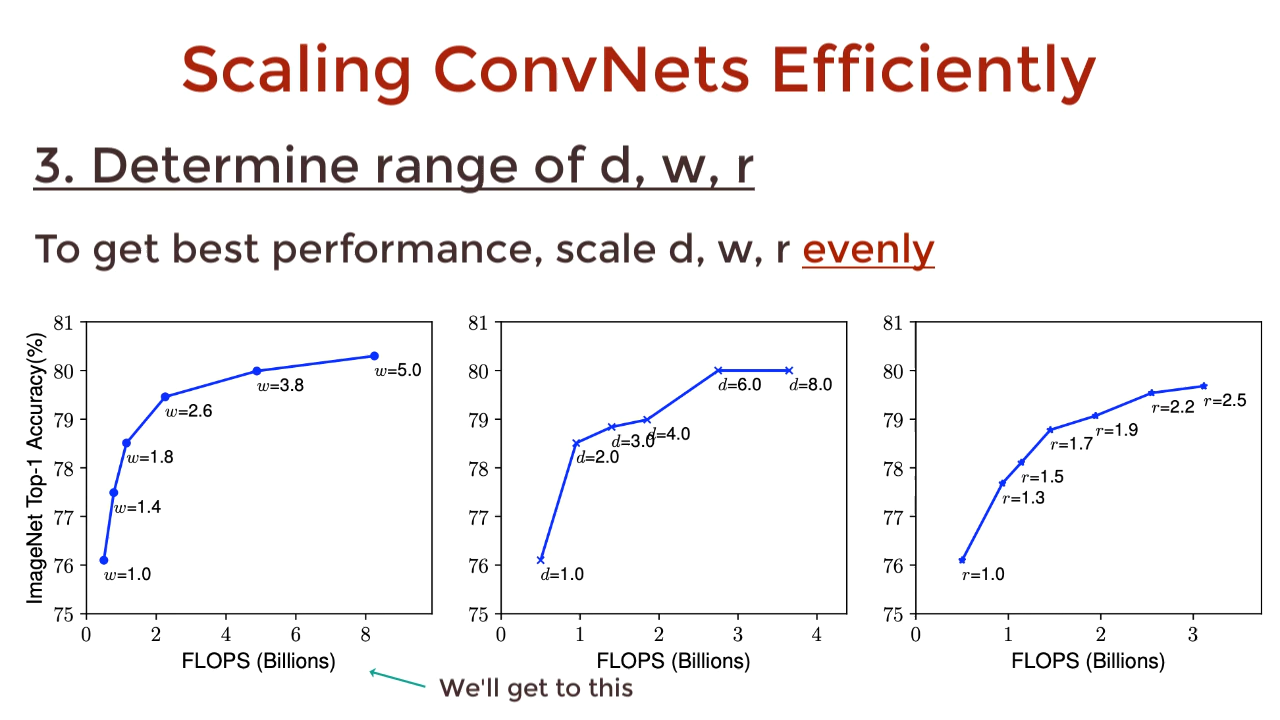 Scaling ConvNets Efficiently
3. Determine range of d, w, r
To get best performance, scale d, w, r evenly
ImageNet Top-1 Accuracy(%)
81
80
79
78
77
76
75
w=1.0
w=1.4
w=1.8
w=2.6
w=3.8
w=5.0
0 2 4 6 8
FLOPS (Billions)
81
80
79
78
77
76
75
d=1.0
d=2.0
d=3.0
d=4.0
d=6.0
d=8.0
0 1 2 3 4
FLOPS (Billions)
81
80
79
78
77
76
75
r=1.0
r=1.3
r=1.5
r=1.7
r=1.9
r=2.2
r=2.5
0 1 2 3
FLOPS (Billions)
We'll get to this